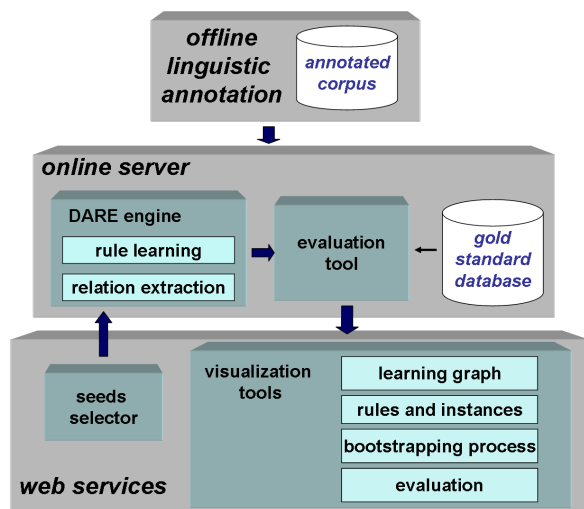 offline
linguistic
annotation
annotated
corpus
online server
DARE engine
rule learning
relation extraction
evaluation
tool
gold
standard
database
seeds
selector
visualization
tools
learning graph
rules and instances
bootstrapping process
evaluation
web services